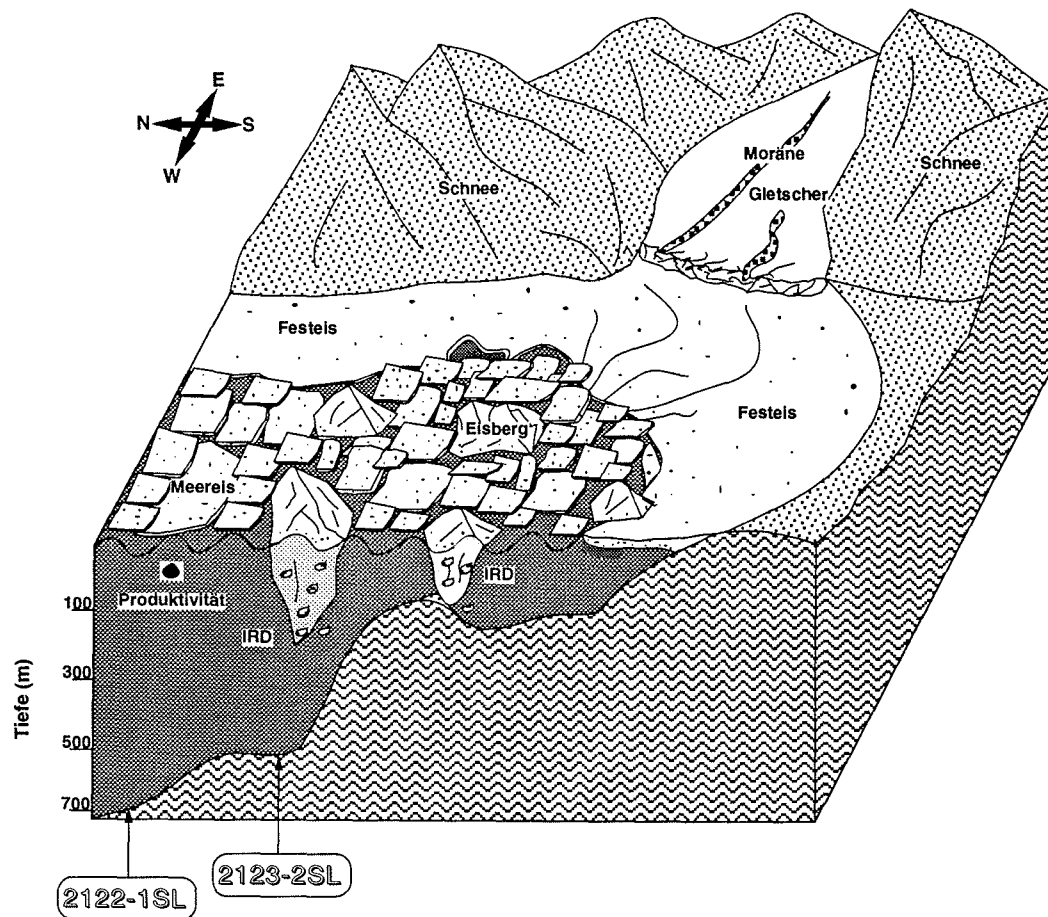 E
N
S
W
Moräne
Gletscher
Schnee
Schnee
Festeis
Festeis
Eisberg
Meereis
IRD
Produktivität
IRD
100
300
500
700
Tiefe (m)
2123-2SL
2122-1SL